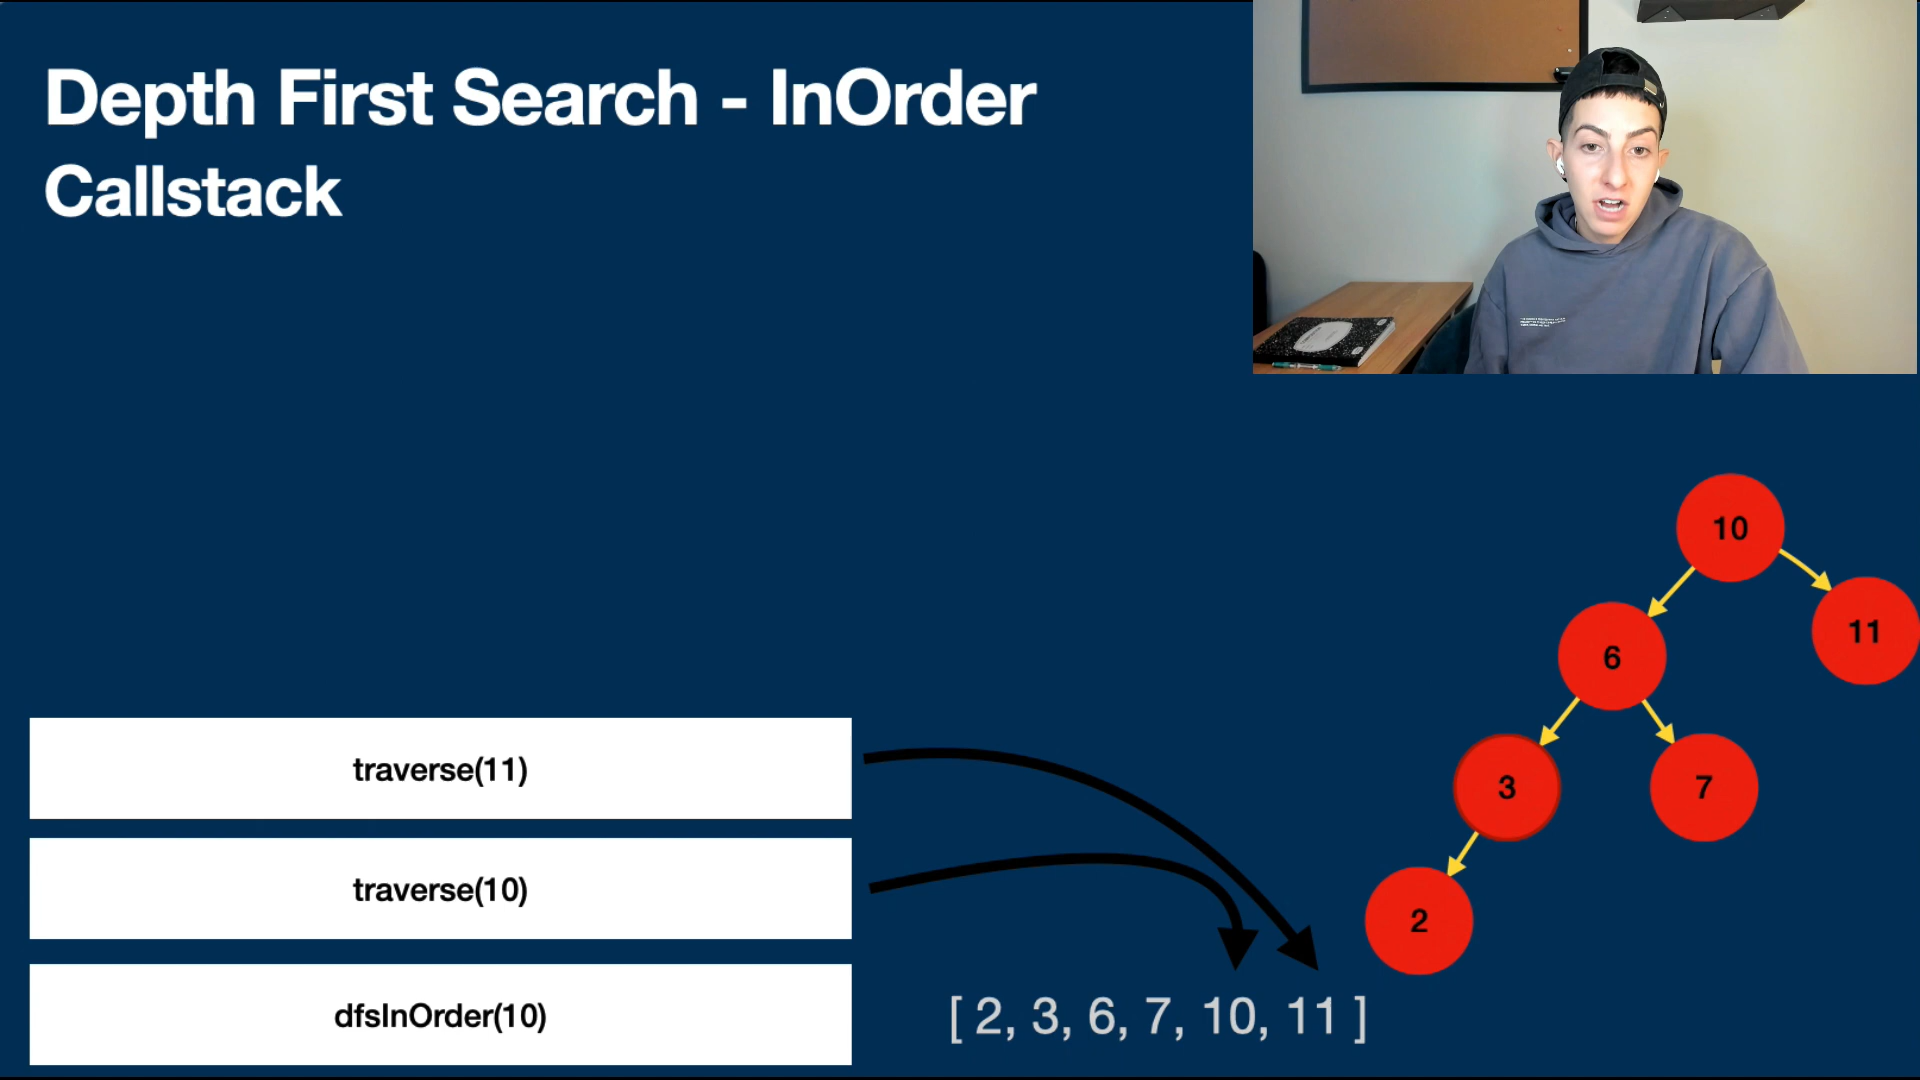 Depth First Search - InOrder
Callstack
10
11
6
3
7
2
traverse(11)
traverse(10)
dfsInOrder(10)
[ 2, 3, 6, 7, 10, 11 ]